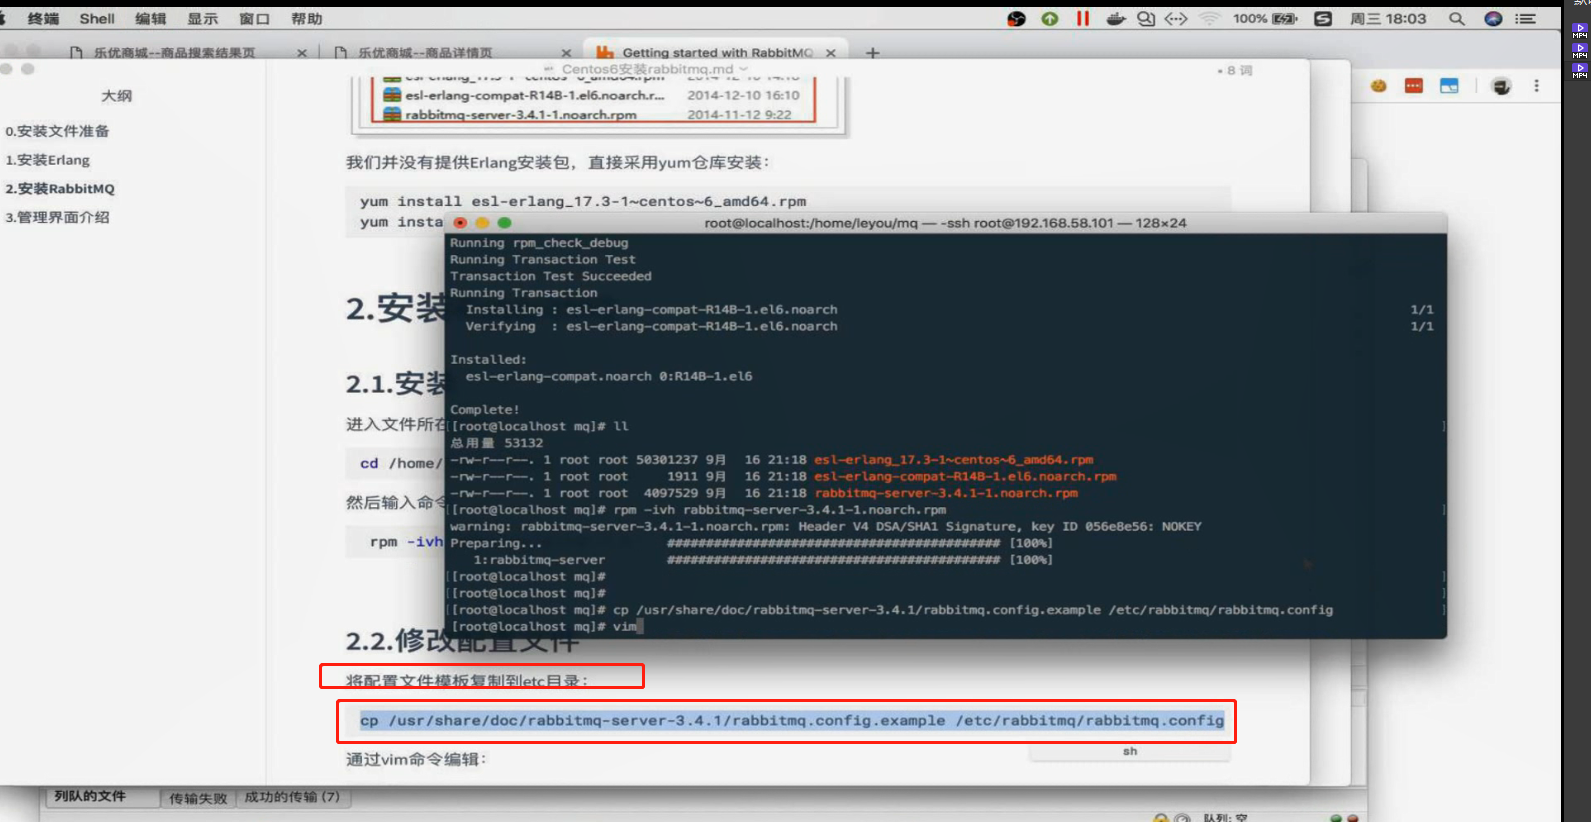 终端 Shell 编辑 显示 窗口 帮助 100% 周三 18:03
乐优商城--商品搜索结果页 × 乐优商城--商品详情页 × Getting started with RabbitMQ × +
Centos6安装rabbitmq.md
8 词
大纲
0.安装文件准备
1.安装Erlang
2.安装RabbitMQ
3.管理界面介绍
esl-erlang-compat-R14B-1.el6.noarch.r... 2014-12-10 16:10
rabbitmq-server-3.4.1-1.noarch.rpm 2014-11-12 9:22
我们并没有提供Erlang安装包，直接采用yum仓库安装：
yum install esl-erlang_17.3-1~centos~6_amd64.rpm
yum insta
2.安装
2.1.安装
进入文件所在
cd /home/
然后输入命令
rpm -ivh
root@localhost:/home/leyou/mq — -ssh root@192.168.58.101 — 128×24
Running rpm_check_debug
Running Transaction Test
Transaction Test Succeeded
Running Transaction
Installing : esl-erlang-compat-R14B-1.el6.noarch 1/1
Verifying : esl-erlang-compat-R14B-1.el6.noarch 1/1
Installed:
esl-erlang-compat.noarch 0:R14B-1.el6
Complete!
[root@localhost mq]# ll
总用量 53132
-rw-r--r--. 1 root root 50301237 9月 16 21:18 esl-erlang_17.3-1~centos~6_amd64.rpm
-rw-r--r--. 1 root root 1911 9月 16 21:18 esl-erlang-compat-R14B-1.el6.noarch.rpm
-rw-r--r--. 1 root root 4097529 9月 16 21:18 rabbitmq-server-3.4.1-1.noarch.rpm
[root@localhost mq]# rpm -ivh rabbitmq-server-3.4.1-1.noarch.rpm
warning: rabbitmq-server-3.4.1-1.noarch.rpm: Header V4 DSA/SHA1 Signature, key ID 056e8e56: NOKEY
Preparing... ########################################### [100%]
1:rabbitmq-server ########################################### [100%]
[root@localhost mq]#
[root@localhost mq]#
[root@localhost mq]# cp /usr/share/doc/rabbitmq-server-3.4.1/rabbitmq.config.example /etc/rabbitmq/rabbitmq.config
[root@localhost mq]# vim
2.2.修改配置文件
将配置文件模板复制到etc目录：
cp /usr/share/doc/rabbitmq-server-3.4.1/rabbitmq.config.example /etc/rabbitmq/rabbitmq.config
sh
通过vim命令编辑：
列队的文件 传输失败 成功的传输 (7)
队列: 空
MP4
MP4
MP4